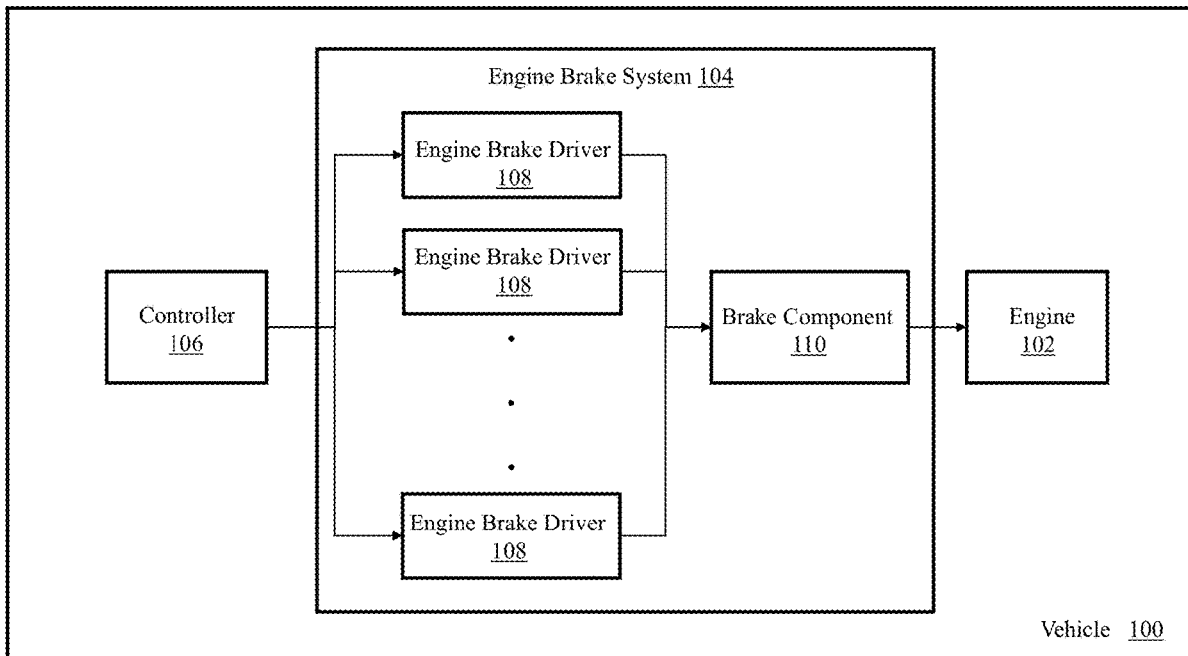 Engine Brake System 104
Engine Brake Driver
108
Engine Brake Driver
108
Controller
106
Brake Component
110
Engine
102
Engine Brake Driver
108
Vehicle 100